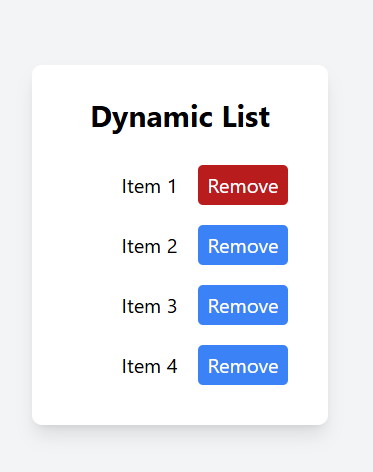 Dynamic List
Item 1 Remove
Item 2 Remove
Item 3 Remove
Item 4 Remove